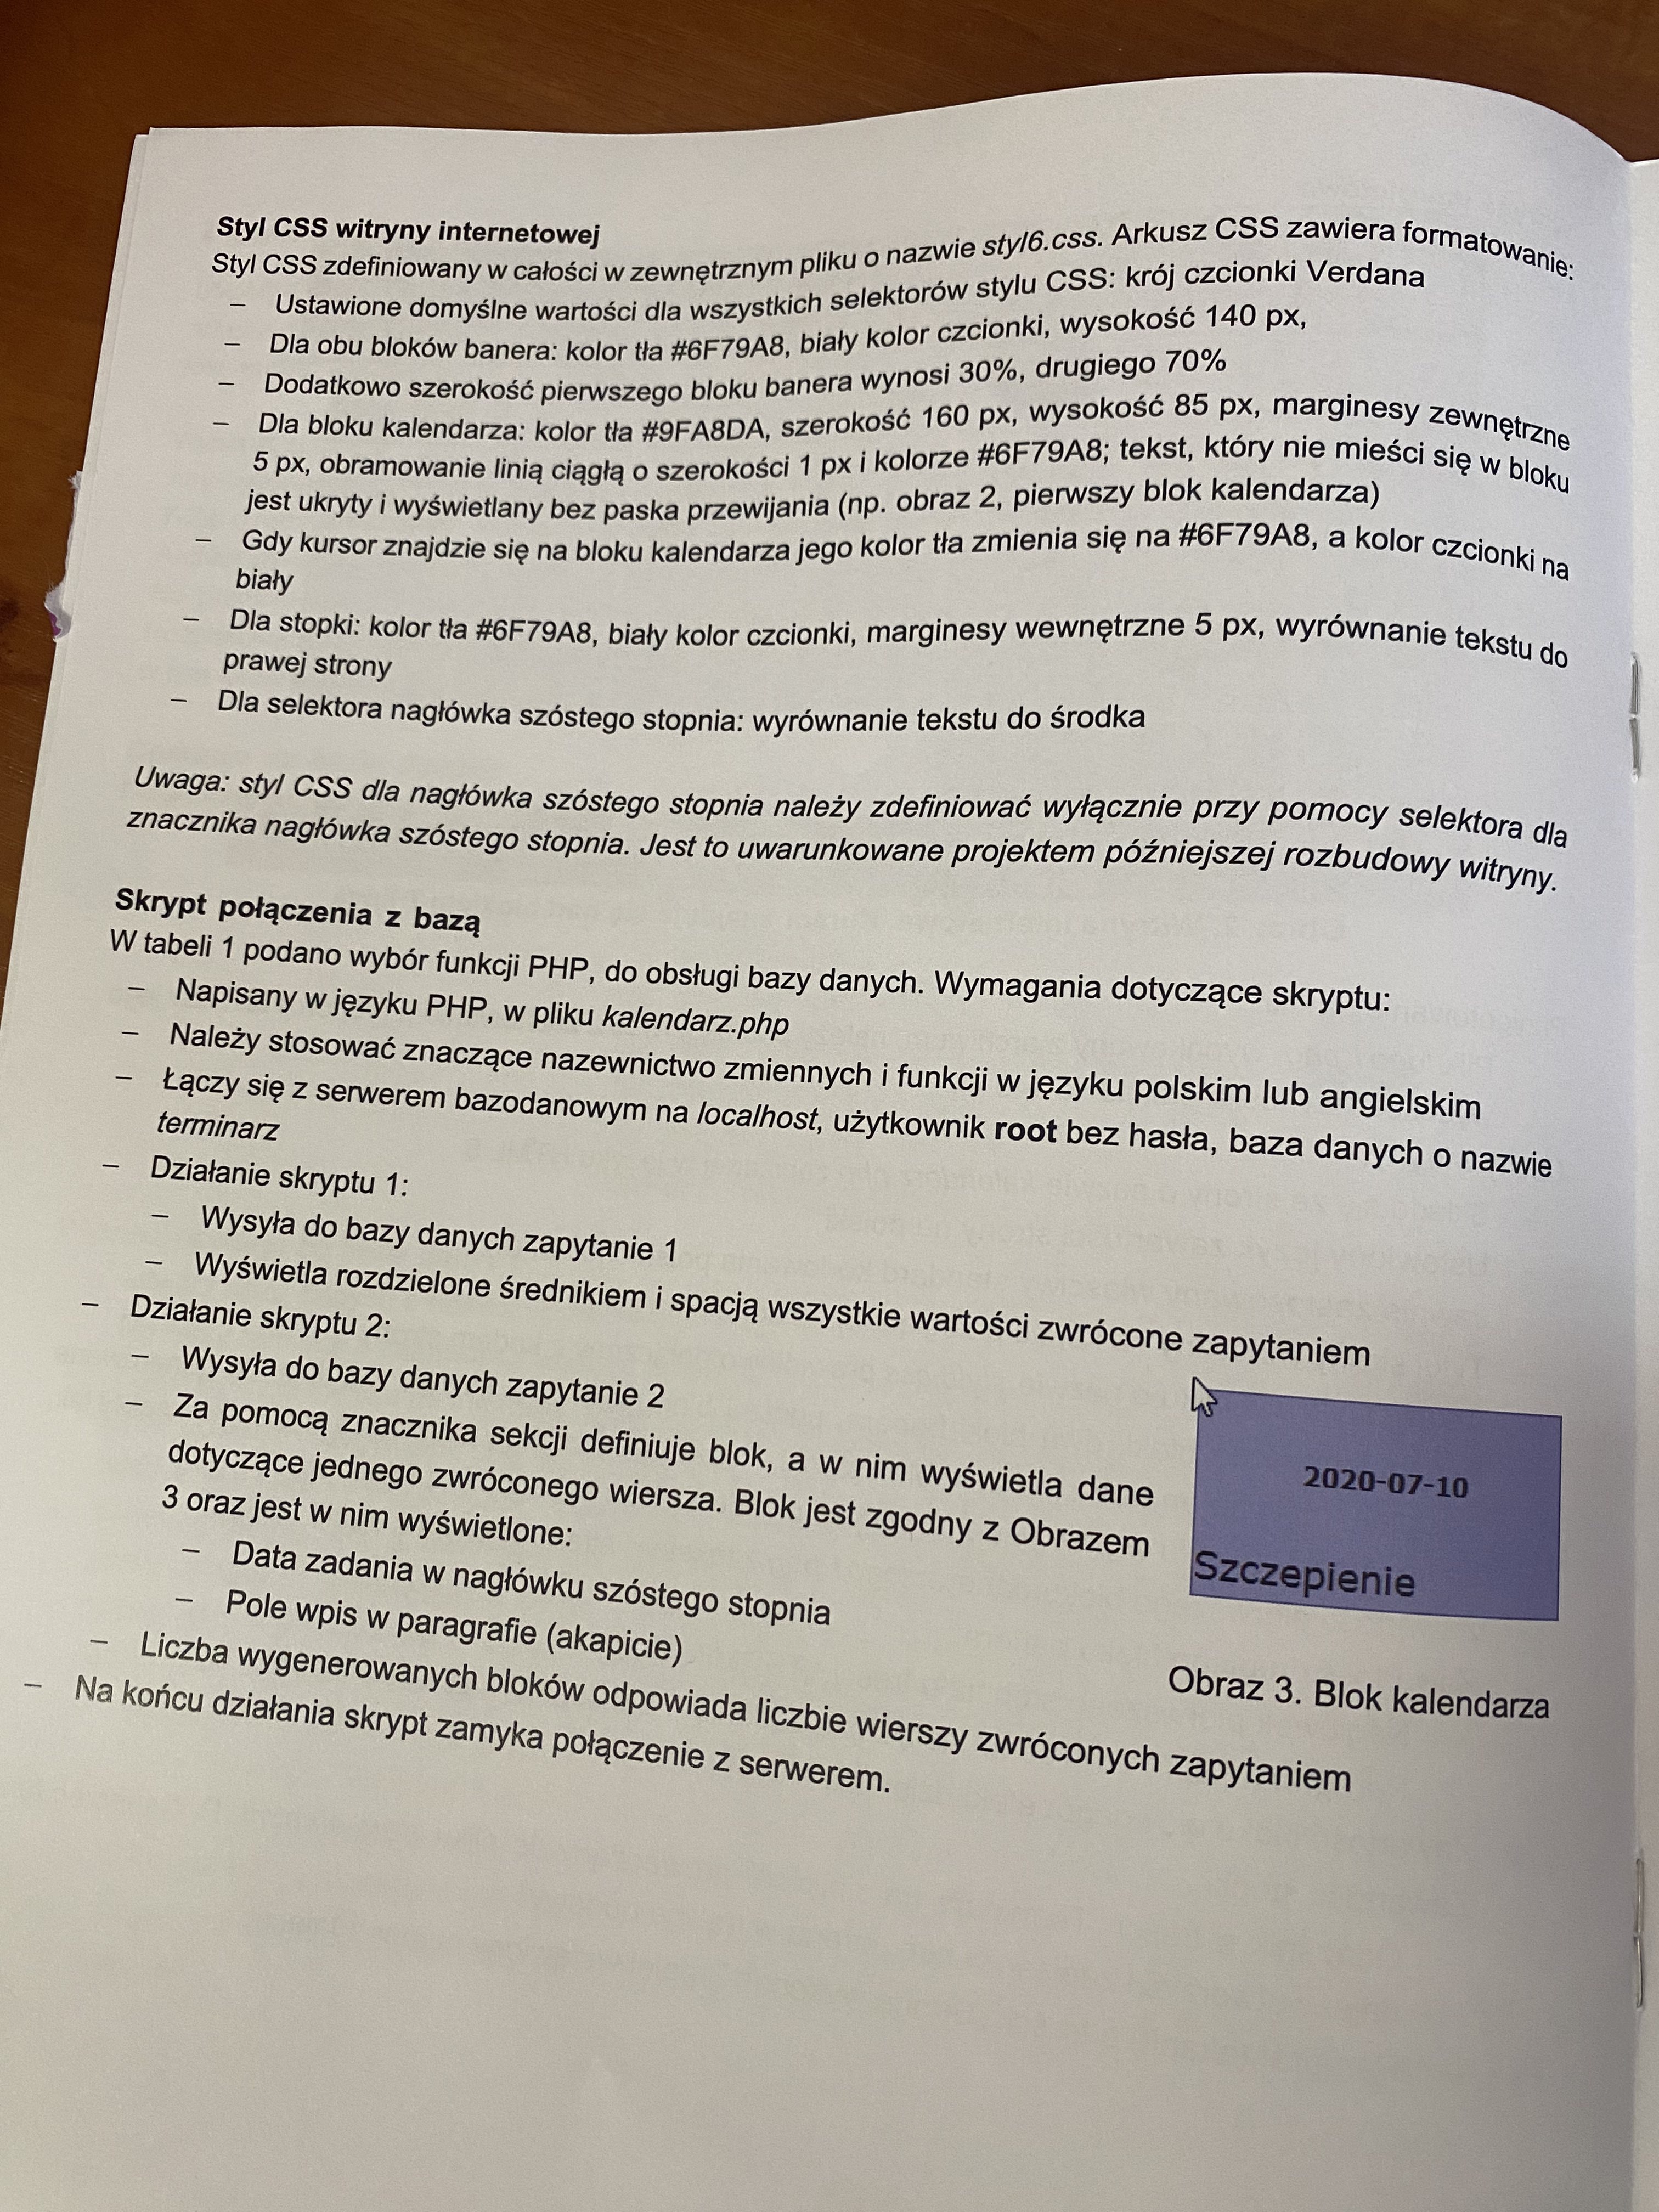 Styl CSS witryny internetowej
Styl CSS zdefiniowany w całości w zewnętrznym pliku o nazwie styl6.css. Arkusz CSS zawiera formatowanie:
– Ustawione domyślne wartości dla wszystkich selektorów stylu CSS: krój czcionki Verdana
– Dla obu bloków banera: kolor tła #6F79A8, biały kolor czcionki, wysokość 140 px,
– Dodatkowo szerokość pierwszego bloku banera wynosi 30%, drugiego 70%
– Dla bloku kalendarza: kolor tła #9FA8DA, szerokość 160 px, wysokość 85 px, marginesy zewnętrzne
5 px, obramowanie linią ciągłą o szerokości 1 px i kolorze #6F79A8; tekst, który nie mieści się w bloku
jest ukryty i wyświetlany bez paska przewijania (np. obraz 2, pierwszy blok kalendarza)
– Gdy kursor znajdzie się na bloku kalendarza jego kolor tła zmienia się na #6F79A8, a kolor czcionki na
biały
– Dla stopki: kolor tła #6F79A8, biały kolor czcionki, marginesy wewnętrzne 5 px, wyrównanie tekstu do
prawej strony
– Dla selektora nagłówka szóstego stopnia: wyrównanie tekstu do środka
Uwaga: styl CSS dla nagłówka szóstego stopnia należy zdefiniować wyłącznie przy pomocy selektora dla
znacznika nagłówka szóstego stopnia. Jest to uwarunkowane projektem późniejszej rozbudowy witryny.
Skrypt połączenia z bazą
W tabeli 1 podano wybór funkcji PHP, do obsługi bazy danych. Wymagania dotyczące skryptu:
– Napisany w języku PHP, w pliku kalendarz.php
– Należy stosować znaczące nazewnictwo zmiennych i funkcji w języku polskim lub angielskim
– Łączy się z serwerem bazodanowym na localhost, użytkownik root bez hasła, baza danych o nazwie
terminarz
– Działanie skryptu 1:
– Wysyła do bazy danych zapytanie 1
– Wyświetla rozdzielone średnikiem i spacją wszystkie wartości zwrócone zapytaniem
– Działanie skryptu 2:
– Wysyła do bazy danych zapytanie 2
– Za pomocą znacznika sekcji definiuje blok, a w nim wyświetla dane
dotyczące jednego zwróconego wiersza. Blok jest zgodny z Obrazem
3 oraz jest w nim wyświetlone:
– Data zadania w nagłówku szóstego stopnia
– Pole wpis w paragrafie (akapicie)
– Liczba wygenerowanych bloków odpowiada liczbie wierszy zwróconych zapytaniem
– Na końcu działania skrypt zamyka połączenie z serwerem.
2020-07-10
Szczepienie
Obraz 3. Blok kalendarza